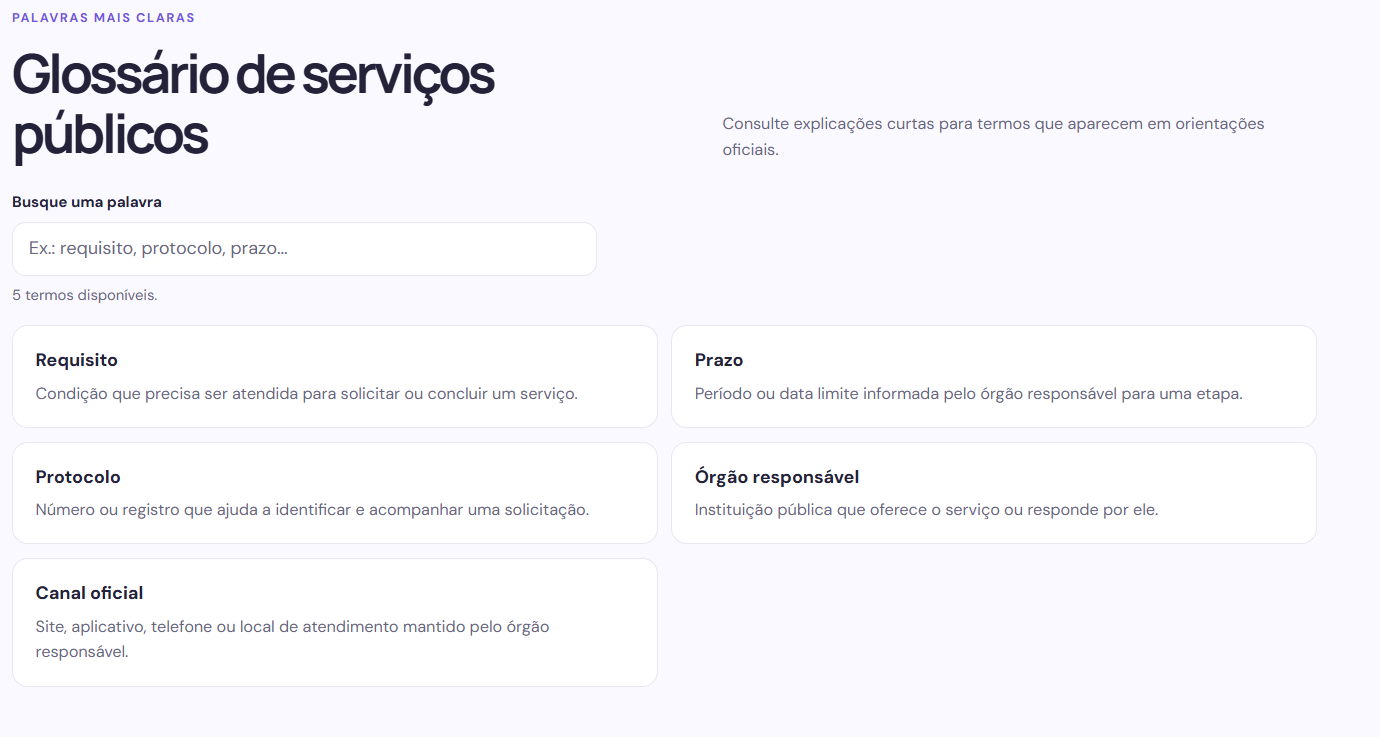 PALAVRAS MAIS CLARAS
Glossário de serviços
públicos
Consulte explicações curtas para termos que aparecem em orientações
oficiais.
Busque uma palavra
Ex.: requisito, protocolo, prazo...
5 termos disponíveis.
Requisito
Condição que precisa ser atendida para solicitar ou concluir um serviço.
Prazo
Período ou data limite informada pelo órgão responsável para uma etapa.
Protocolo
Número ou registro que ajuda a identificar e acompanhar uma solicitação.
Órgão responsável
Instituição pública que oferece o serviço ou responde por ele.
Canal oficial
Site, aplicativo, telefone ou local de atendimento mantido pelo órgão
responsável.